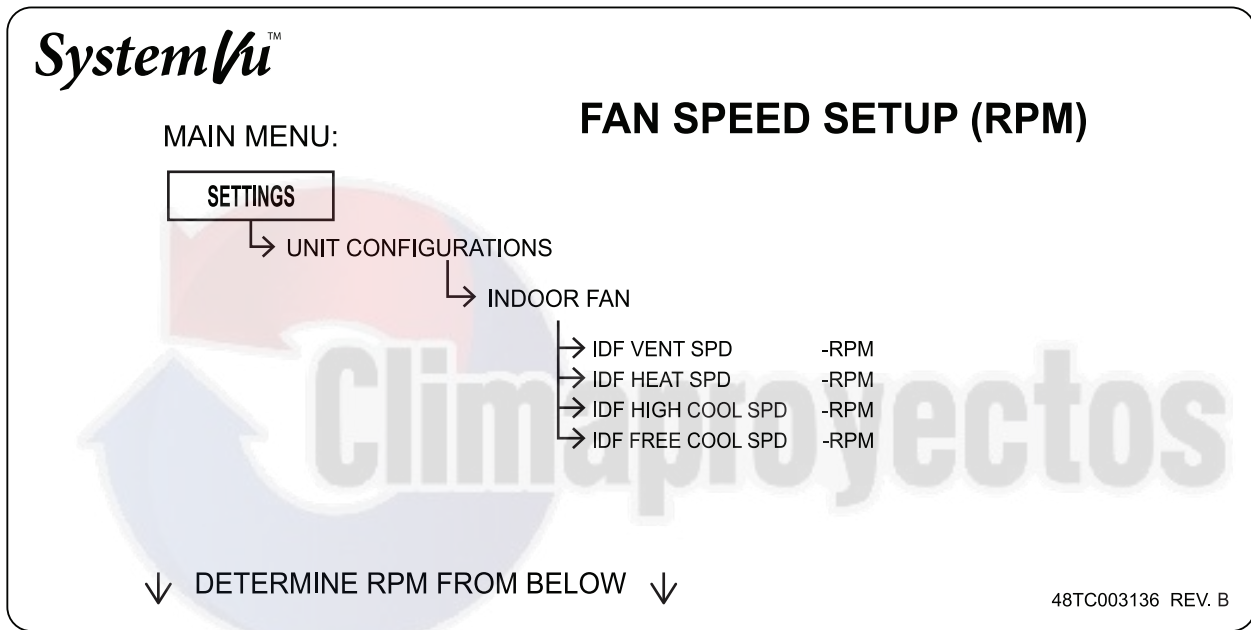 SystemVu™
FAN SPEED SETUP (RPM)
MAIN MENU:
SETTINGS
UNIT CONFIGURATIONS
INDOOR FAN
IDF VENT SPD -RPM
IDF HEAT SPD -RPM
IDF HIGH COOL SPD -RPM
IDF FREE COOL SPD -RPM
Climaproyectos
DETERMINE RPM FROM BELOW
48TC003136 REV. B